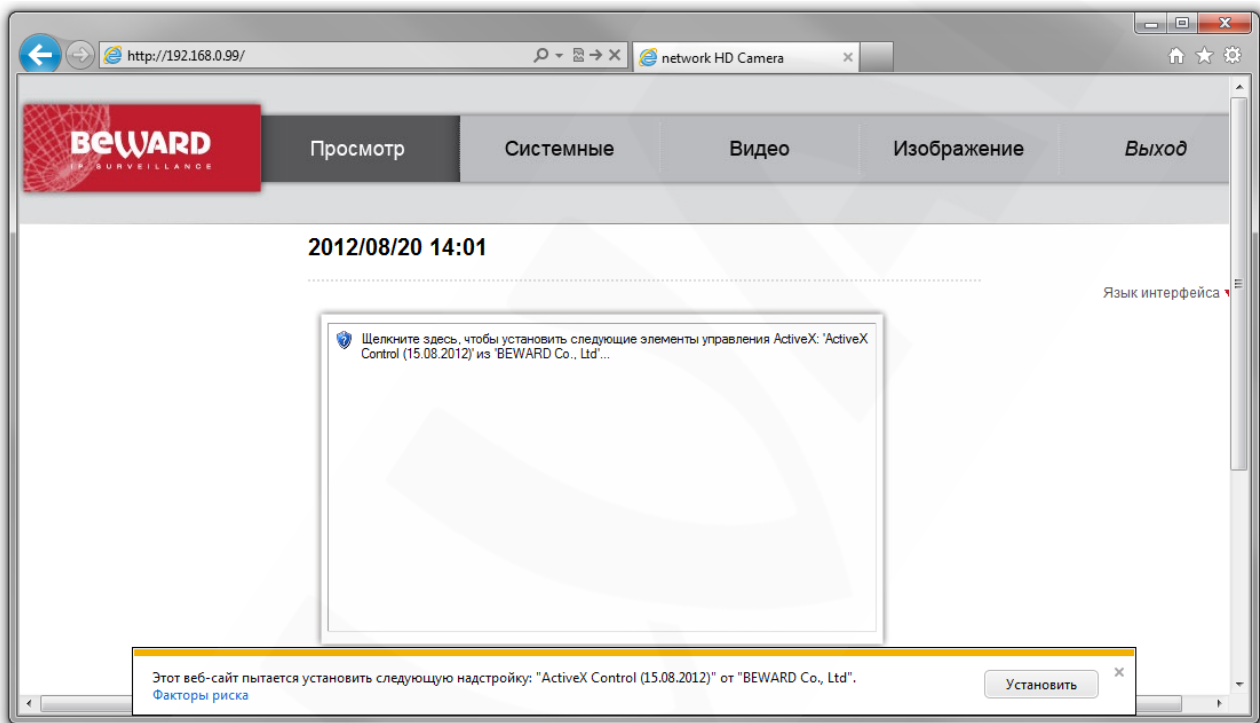 http://192.168.0.99/
network HD Camera
BEWARD
IP SURVEILLANCE
Просмотр
Системные
Видео
Изображение
Выход
2012/08/20 14:01
Язык интерфейса
Щелкните здесь, чтобы установить следующие элементы управления ActiveX: 'ActiveX
Control (15.08.2012)' из 'BEWARD Co., Ltd'...
Этот веб-сайт пытается установить следующую надстройку: "ActiveX Control (15.08.2012)" от "BEWARD Co., Ltd".
Факторы риска
Установить